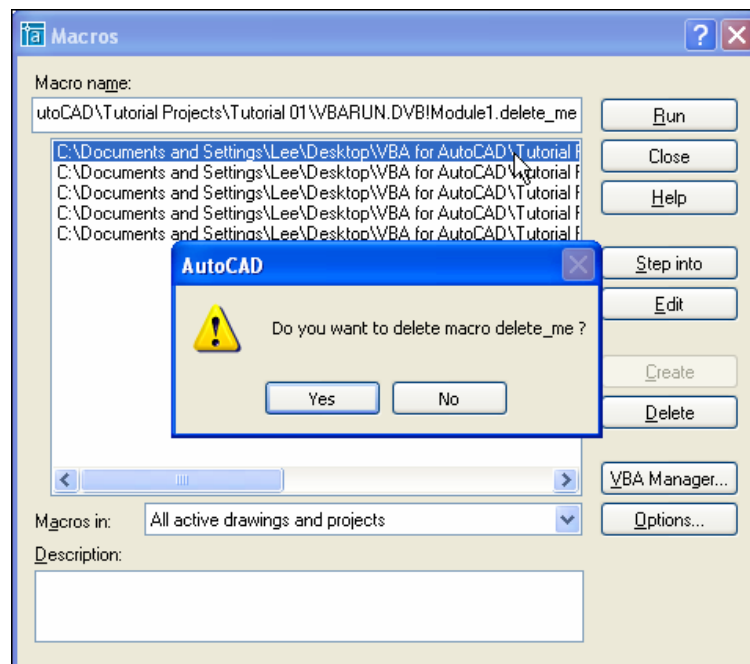 Macros
Macro name:
utoCAD\Tutorial Projects\Tutorial 01\VBARUN.DVB!Module1.delete_me
Run
C:\Documents and Settings\Lee\Desktop\VBA for AutoCAD\Tutorial F
C:\Documents and Settings\Lee\Desktop\VBA for AutoCAD\Tutorial F
C:\Documents and Settings\Lee\Desktop\VBA for AutoCAD\Tutorial F
C:\Documents and Settings\Lee\Desktop\VBA for AutoCAD\Tutorial F
C:\Documents and Settings\Lee\Desktop\VBA for AutoCAD\Tutorial F
Close
Help
AutoCAD
Do you want to delete macro delete_me ?
Yes
No
Step into
Edit
Create
Delete
VBA Manager...
Macros in:
All active drawings and projects
Options...
Description: